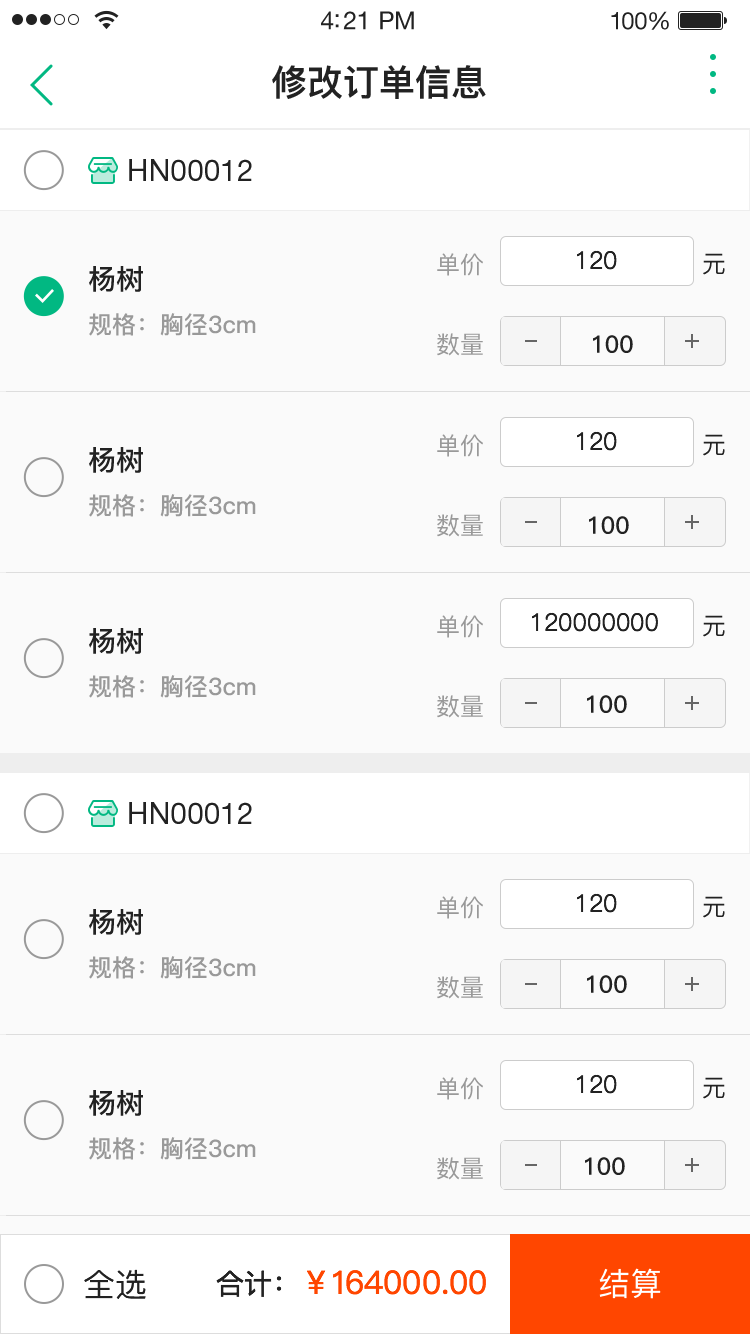 4:21 PM 100%
修改订单信息
HN00012
单价 120 元
杨树
规格：胸径3cm
数量 − 100 +
单价 120 元
杨树
规格：胸径3cm
数量 − 100 +
单价 120000000 元
杨树
规格：胸径3cm
数量 − 100 +
HN00012
单价 120 元
杨树
规格：胸径3cm
数量 − 100 +
单价 120 元
杨树
规格：胸径3cm
数量 − 100 +
全选 合计：￥164000.00 结算